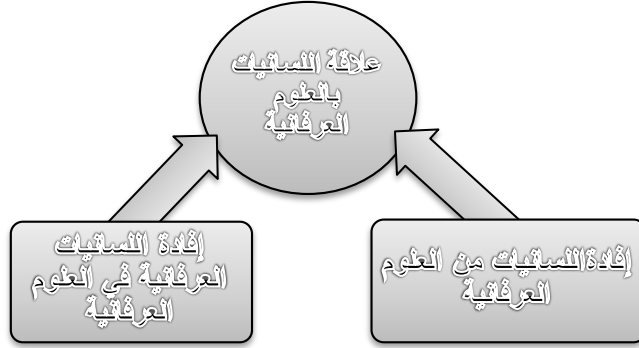 علاقة اللسانيات
بالعلوم
العرفانية
إفادةاللسانيات من العلوم
العرفانية
إفادة اللسانيات
العرفانية في العلوم
العرفانية